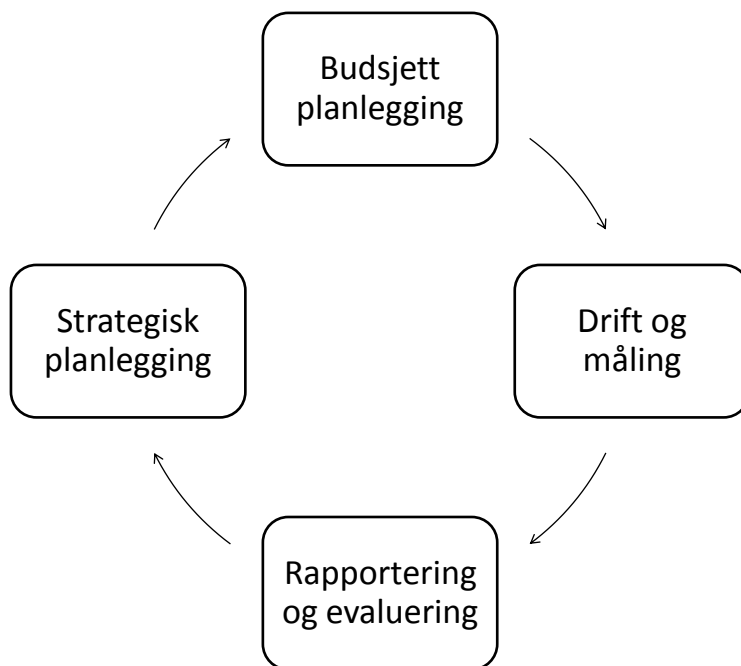 Budsjett
planlegging
Strategisk
planlegging
Drift og
måling
Rapportering
og evaluering